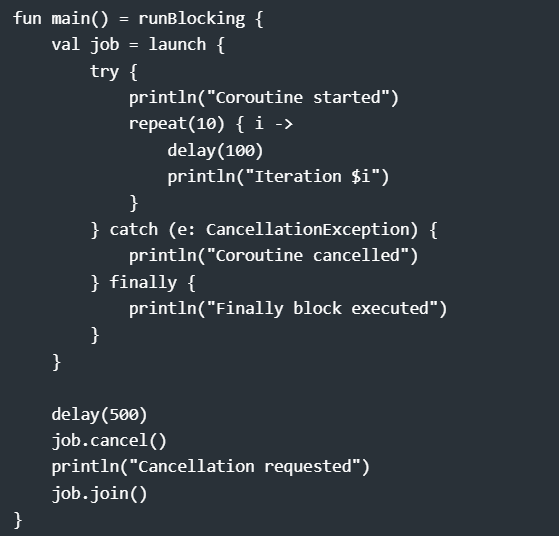 fun main() = runBlocking {
    val job = launch {
        try {
            println("Coroutine started")
            repeat(10) { i ->
                delay(100)
                println("Iteration $i")
            }
        } catch (e: CancellationException) {
            println("Coroutine cancelled")
        } finally {
            println("Finally block executed")
        }
    }

    delay(500)
    job.cancel()
    println("Cancellation requested")
    job.join()
}